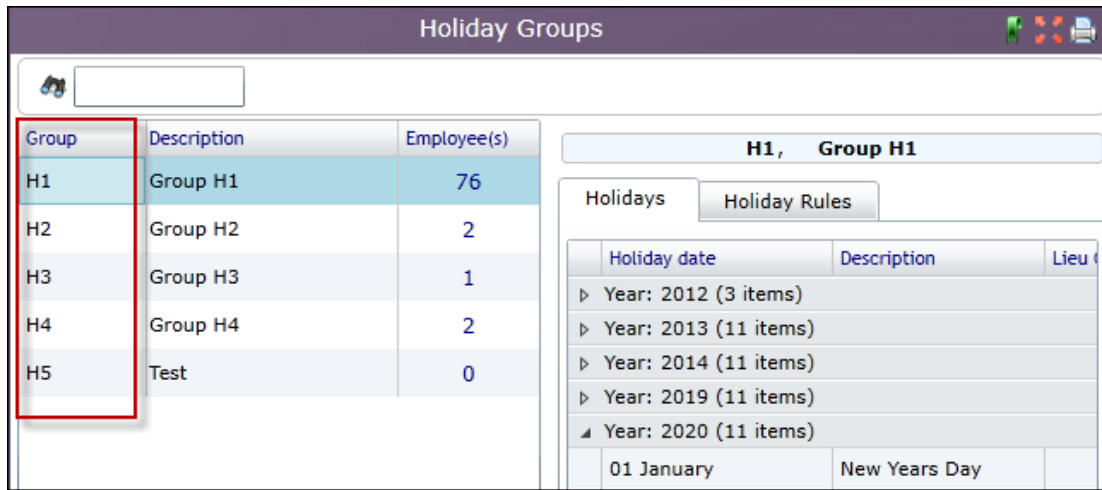 Holiday Groups
Group Description Employee(s)
H1 Group H1 76
H2 Group H2 2
H3 Group H3 1
H4 Group H4 2
H5 Test 0
H1, Group H1
Holidays Holiday Rules
Holiday date Description Lieu
Year: 2012 (3 items)
Year: 2013 (11 items)
Year: 2014 (11 items)
Year: 2019 (11 items)
Year: 2020 (11 items)
01 January New Years Day